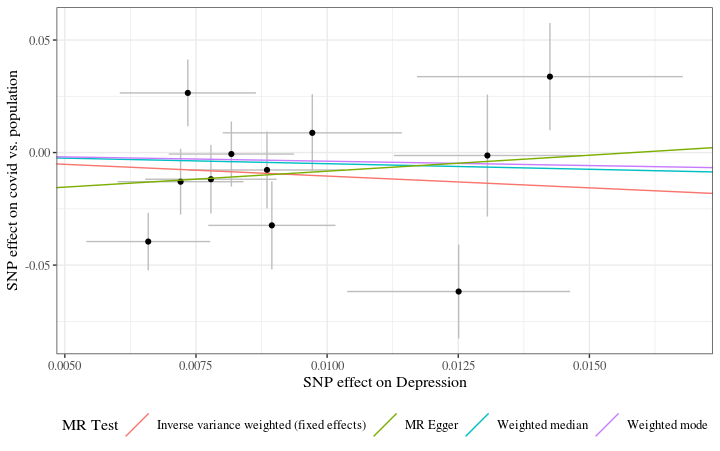 SNP effect on covid vs. population
0.05
0.00
-0.05
0.0050 0.0075 0.0100 0.0125 0.0150
SNP effect on Depression
MR Test Inverse variance weighted (fixed effects) MR Egger Weighted median Weighted mode